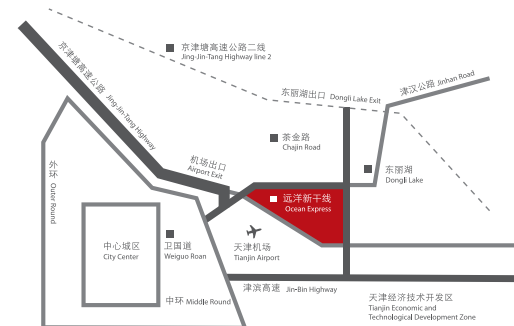 京津塘高速公路二线
Jing-Jin-Tang Highway line 2
京津塘高速公路 Jing-Jin-Tang Highway
东丽湖出口 Dongli Lake Exit
津汉公路 Jinhan Road
茶金路
Chajin Road
机场出口
Airport Exit
东丽湖
Dongli Lake
外环 Outer Round
远洋新干线
Ocean Express
中心城区
City Center
卫国道
Weiguo Roan
天津机场
Tianjin Airport
津滨高速 Jin-Bin Highway
中环 Middle Round
天津经济技术开发区
Tianjin Economic and
Technological Development Zone